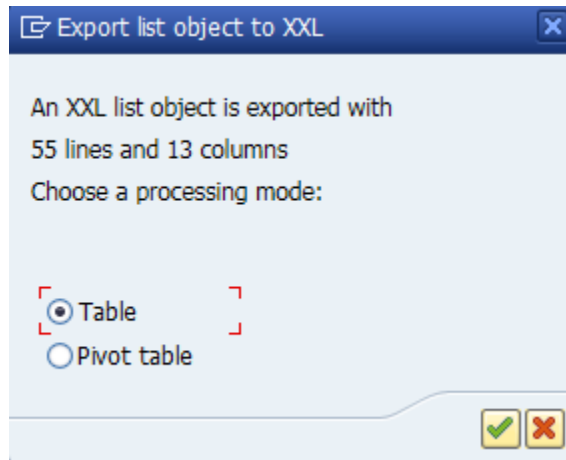 Export list object to XXL
An XXL list object is exported with
55 lines and 13 columns
Choose a processing mode:
Table
Pivot table